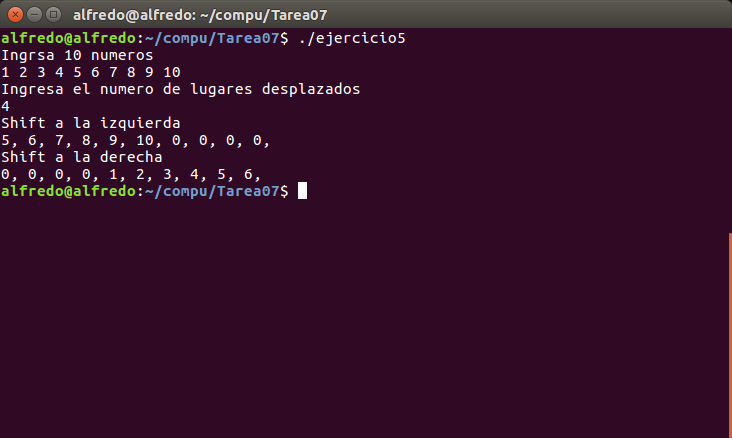 alfredo@alfredo: ~/compu/Tarea07
alfredo@alfredo:~/compu/Tarea07$ ./ejercicio5
Ingrsa 10 numeros
1 2 3 4 5 6 7 8 9 10
Ingresa el numero de lugares desplazados
4
Shift a la izquierda
5, 6, 7, 8, 9, 10, 0, 0, 0, 0,
Shift a la derecha
0, 0, 0, 0, 1, 2, 3, 4, 5, 6,
alfredo@alfredo:~/compu/Tarea07$